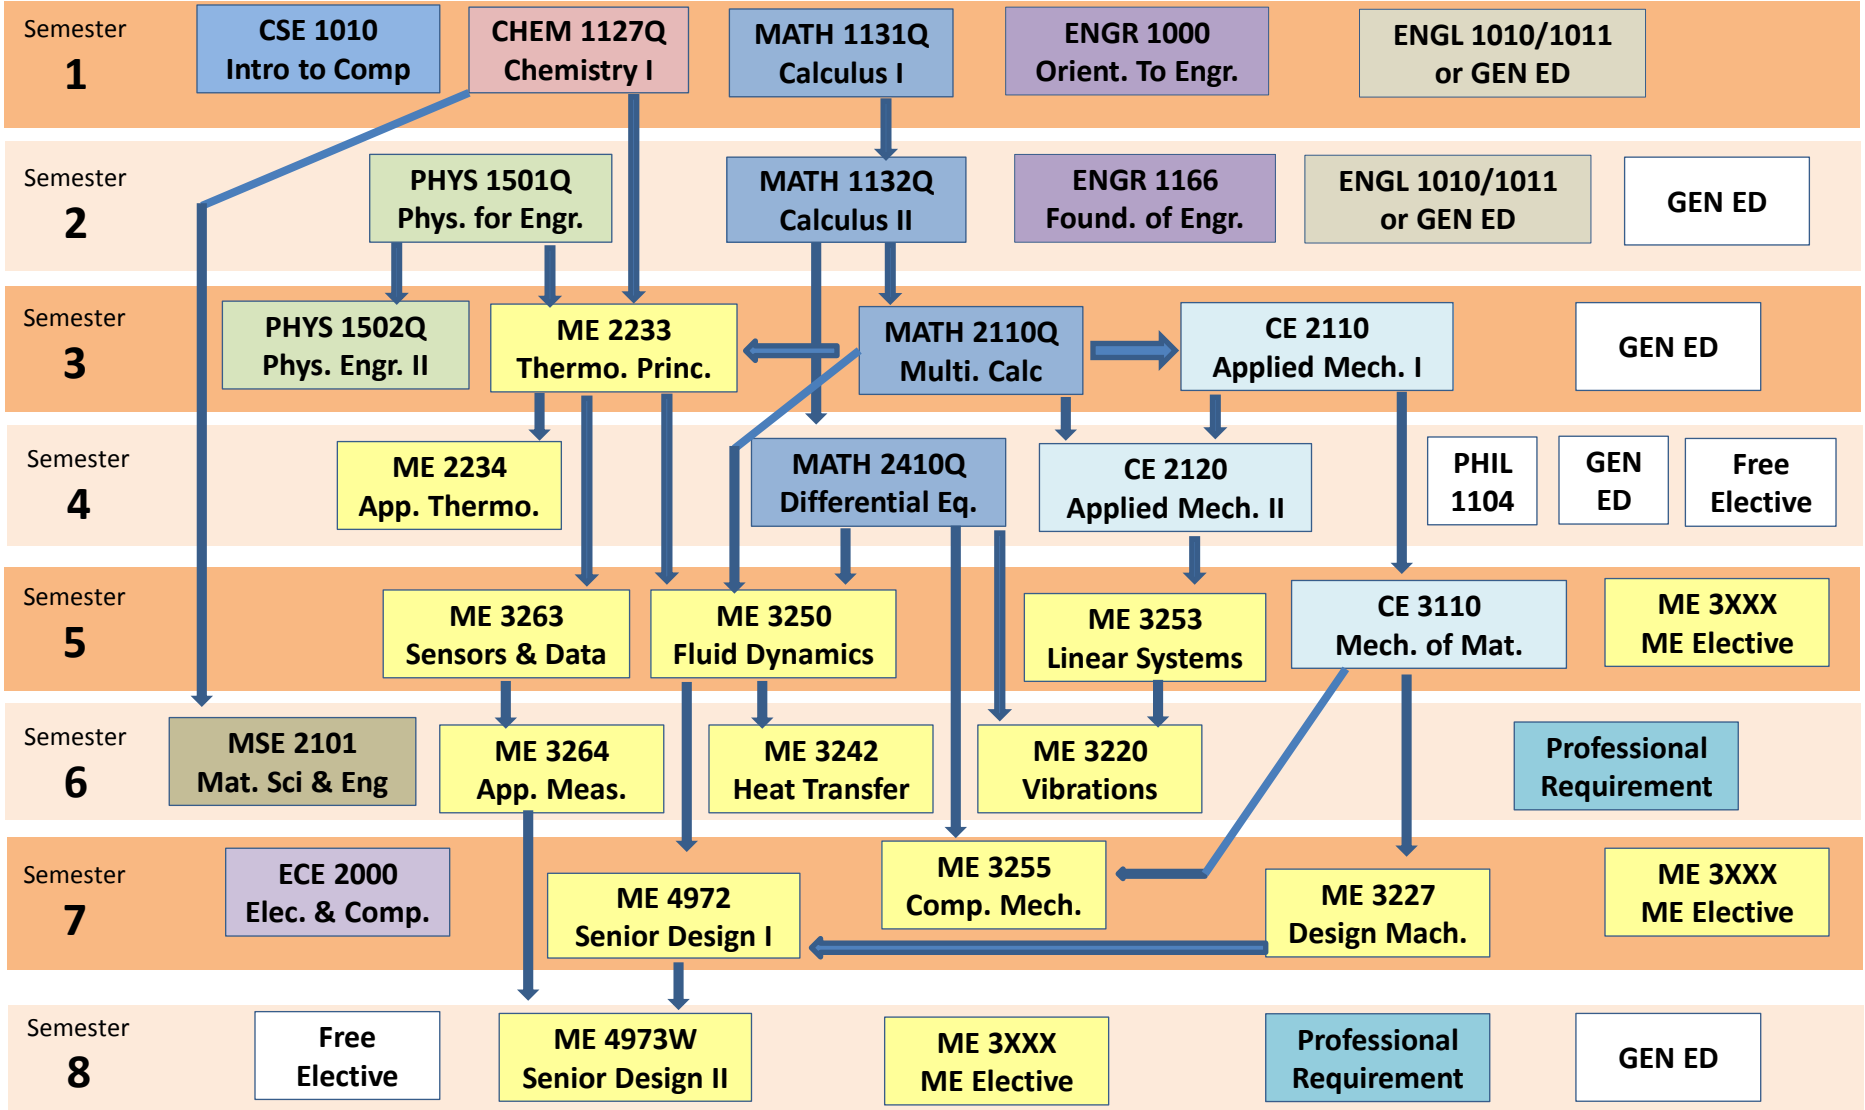 Semester
1
CSE 1010
Intro to Comp
CHEM 1127Q
Chemistry I
MATH 1131Q
Calculus I
ENGR 1000
Orient. To Engr.
ENGL 1010/1011
or GEN ED
Semester
2
PHYS 1501Q
Phys. for Engr.
MATH 1132Q
Calculus II
ENGR 1166
Found. of Engr.
ENGL 1010/1011
or GEN ED
GEN ED
Semester
3
PHYS 1502Q
Phys. Engr. II
ME 2233
Thermo. Princ.
MATH 2110Q
Multi. Calc
CE 2110
Applied Mech. I
GEN ED
Semester
4
ME 2234
App. Thermo.
MATH 2410Q
Differential Eq.
CE 2120
Applied Mech. II
PHIL
1104
GEN
ED
Free
Elective
Semester
5
ME 3263
Sensors & Data
ME 3250
Fluid Dynamics
ME 3253
Linear Systems
CE 3110
Mech. of Mat.
ME 3XXX
ME Elective
Semester
6
MSE 2101
Mat. Sci & Eng
ME 3264
App. Meas.
ME 3242
Heat Transfer
ME 3220
Vibrations
Professional
Requirement
Semester
7
ECE 2000
Elec. & Comp.
ME 4972
Senior Design I
ME 3255
Comp. Mech.
ME 3227
Design Mach.
ME 3XXX
ME Elective
Semester
8
Free
Elective
ME 4973W
Senior Design II
ME 3XXX
ME Elective
Professional
Requirement
GEN ED